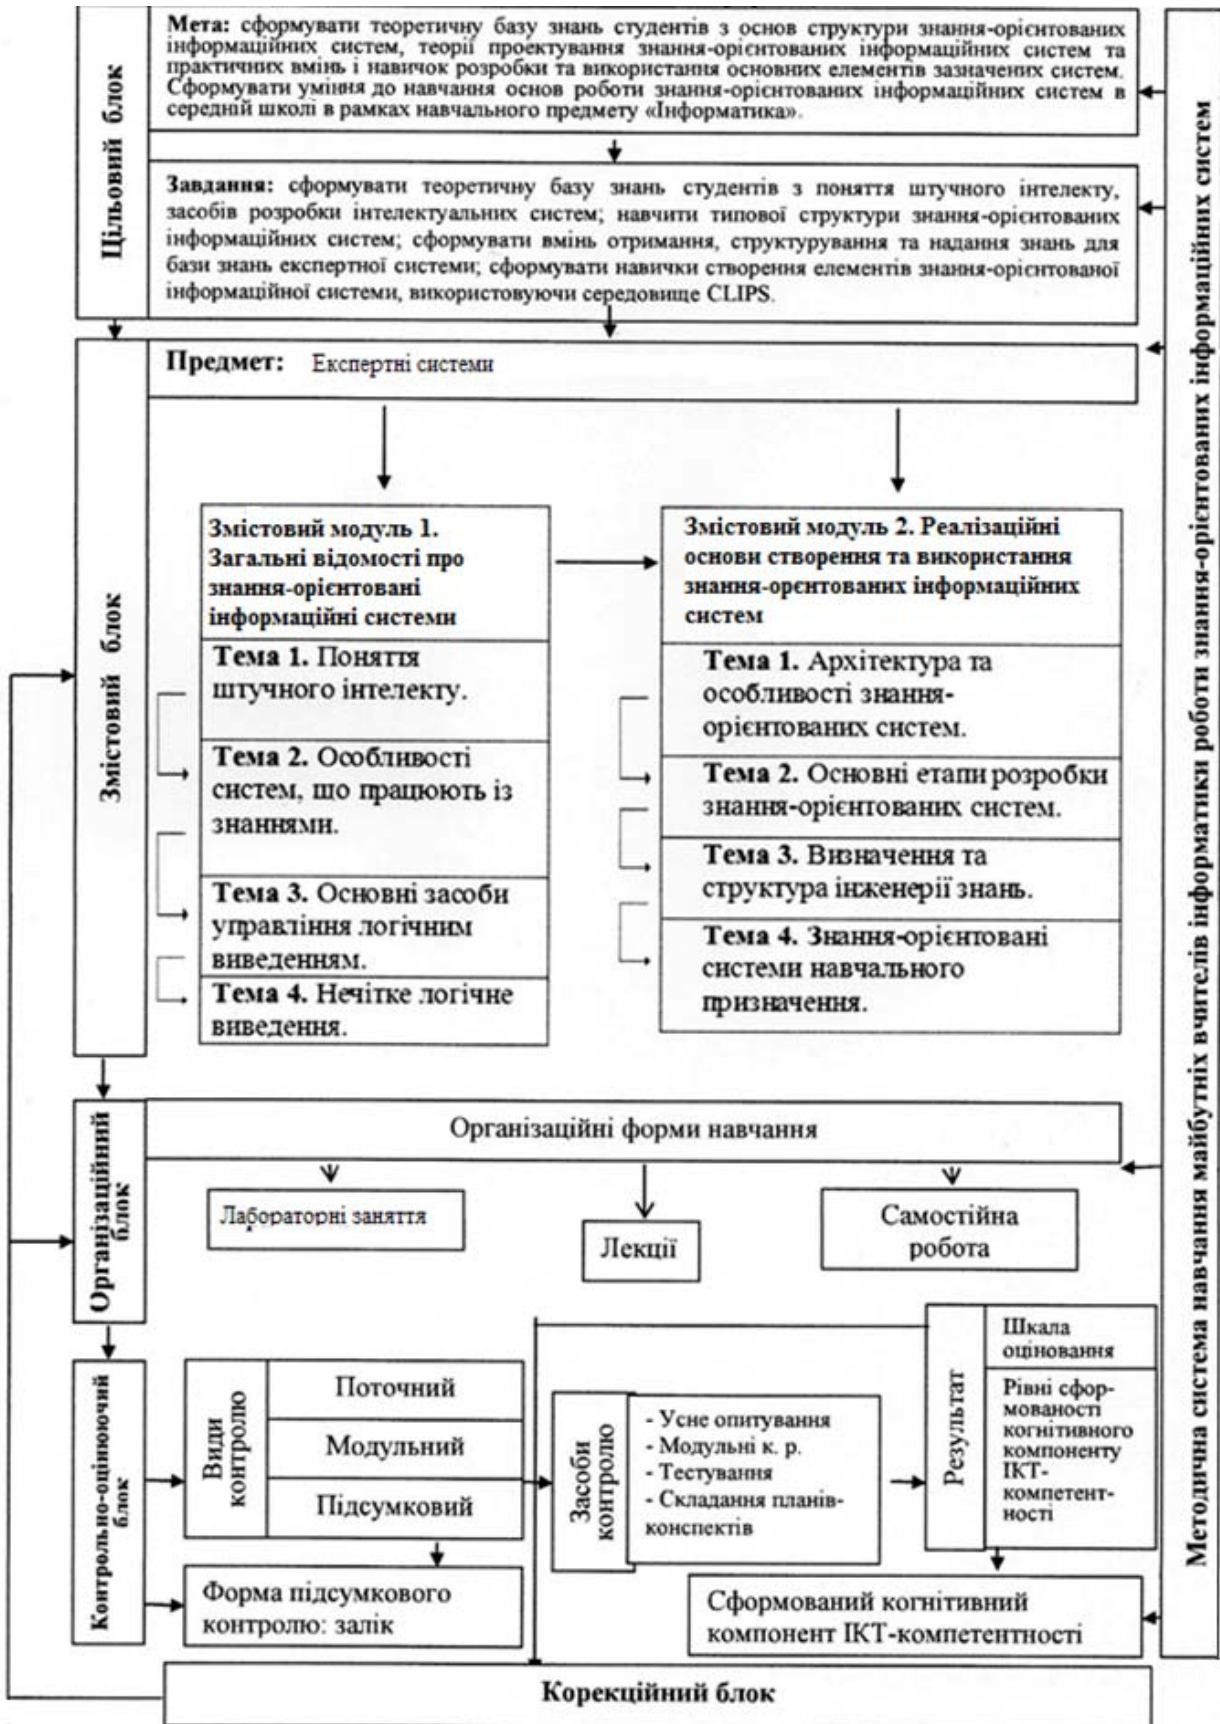 Цільовий блок
Мета: сформувати теоретичну базу знань студентів з основ структури знання-орієнтованих
інформаційних систем, теорії проектування знання-орієнтованих інформаційних систем та
практичних вмінь і навичок розробки та використання основних елементів зазначених систем.
Сформувати уміння до навчання основ роботи знання-орієнтованих інформаційних систем в
середній школі в рамках навчального предмету «Інформатика».
Завдання: сформувати теоретичну базу знань студентів з поняття штучного інтелекту,
засобів розробки інтелектуальних систем; навчити типової структури знання-орієнтованих
інформаційних систем; сформувати вмінь отримання, структурування та надання знань для
бази знань експертної системи; сформувати навички створення елементів знання-орієнтованої
інформаційної системи, використовуючи середовище CLIPS.
Змістовий блок
Предмет: Експертні системи
Змістовий модуль 1.
Загальні відомості про
знання-орієнтовані
інформаційні системи
Тема 1. Поняття
штучного інтелекту.
Тема 2. Особливості
систем, що працюють із
знаннями.
Тема 3. Основні засоби
управління логічним
виведенням.
Тема 4. Нечітке логічне
виведення.
Змістовий модуль 2. Реалізаційні
основи створення та використання
знання-орєнтованих інформаційних
систем
Тема 1. Архітектура та
особливості знання-
орієнтованих систем.
Тема 2. Основні етапи розробки
знання-орієнтованих систем.
Тема 3. Визначення та
структура інженерії знань.
Тема 4. Знання-орієнтовані
системи навчального
призначення.
Організаційний
блок
Організаційні форми навчання
Лабораторні заняття
Лекції
Самостійна
робота
Контрольно-оцінюючий
блок
Види
контролю
Поточний
Модульний
Підсумковий
Форма підсумкового
контролю: залік
Засоби
контролю
- Усне опитування
- Модульні к. р.
- Тестування
- Складання планів-
конспектів
Результат
Шкала
оціновання
Рівні сфор-
мованості
когнітивного
компоненту
ІКТ-
компетент-
ності
Сформований когнітивний
компонент ІКТ-компетентності
Корекційний блок
Методична система навчання майбутніх вчителів інформатики роботи знання-орієнтованих інформаційних систем